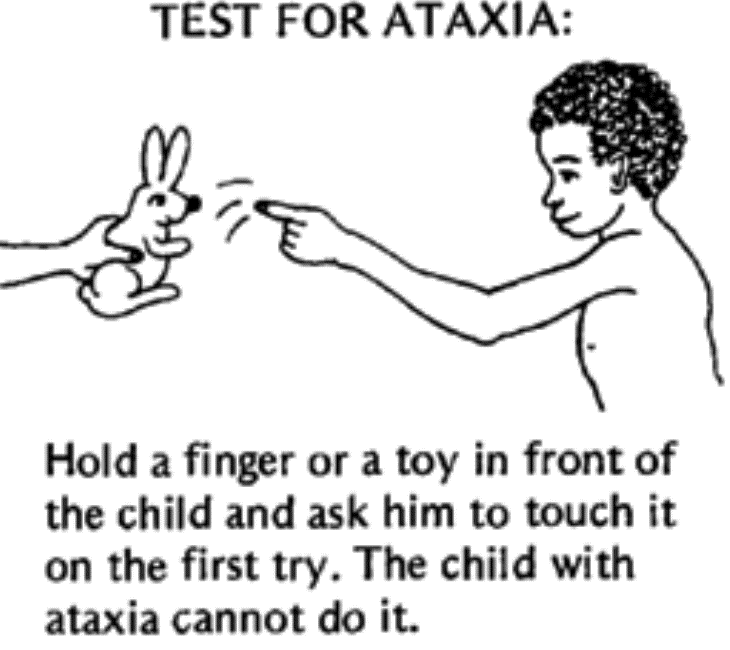 TEST FOR ATAXIA:
Hold a finger or a toy in front of
the child and ask him to touch it
on the first try. The child with
ataxia cannot do it.